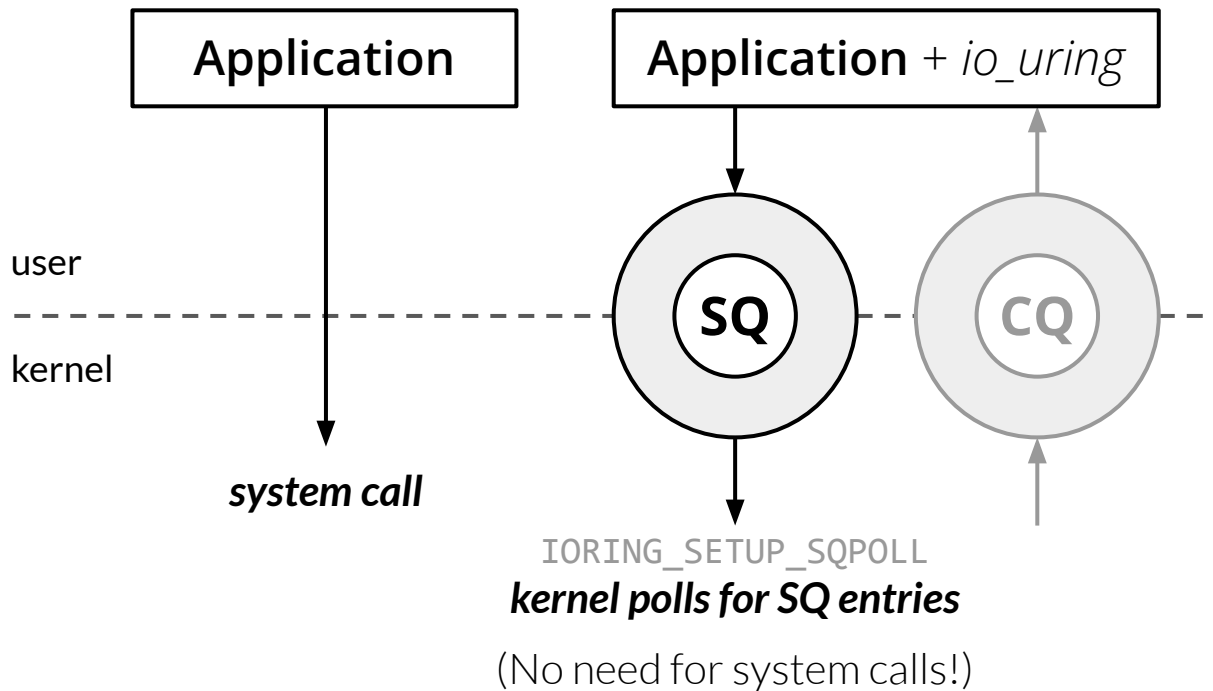 Application
Application + io_uring
user
SQ
CQ
kernel
system call
IORING_SETUP_SQPOLL
kernel polls for SQ entries
(No need for system calls!)